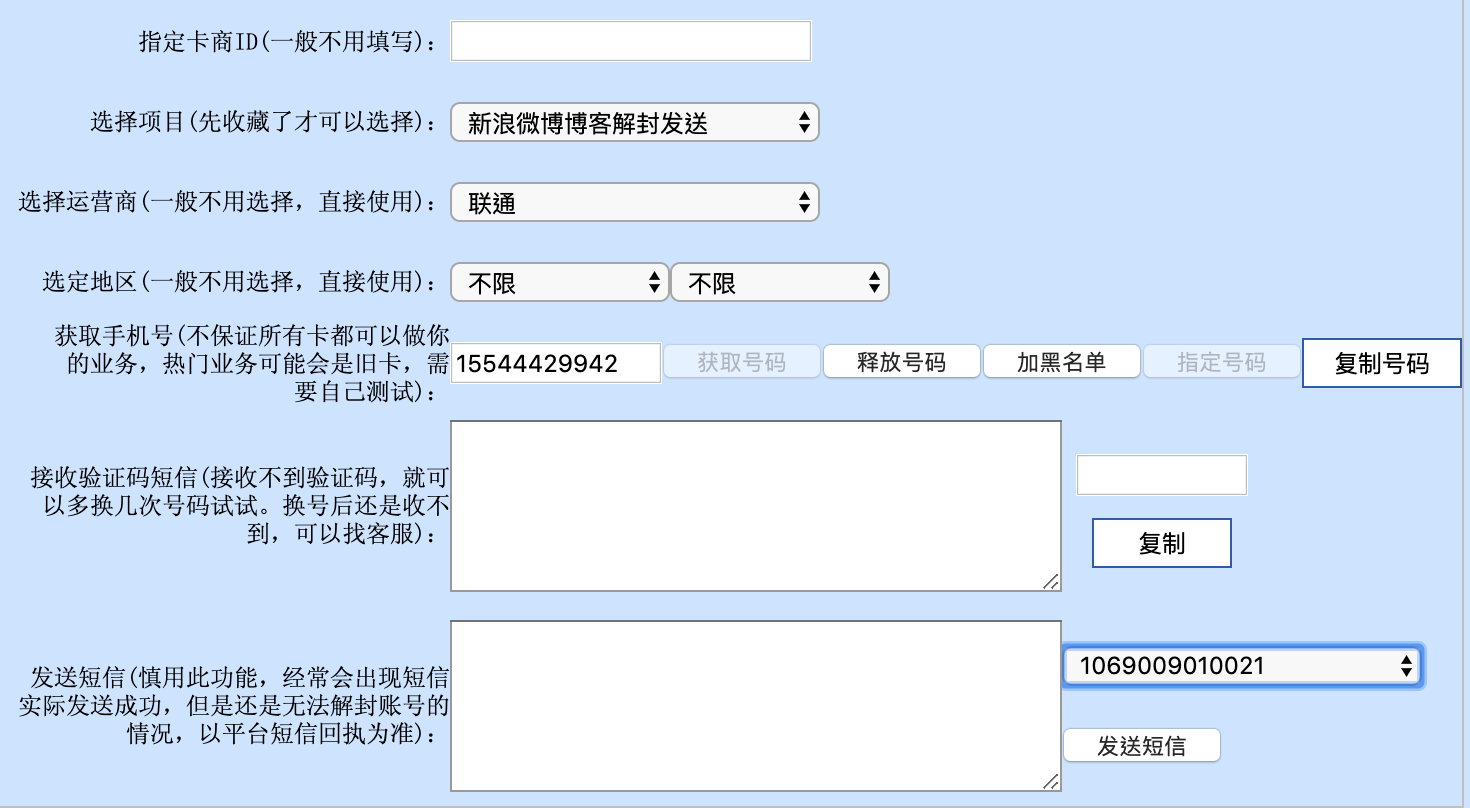 指定卡商ID(一般不用填写):
选择项目(先收藏了才可以选择): 新浪微博博客解封发送
选择运营商(一般不用选择，直接使用): 联通
选定地区(一般不用选择，直接使用): 不限 不限
获取手机号(不保证所有卡都可以做你
的业务，热门业务可能会是旧卡，需
要自己测试):
15544429942 获取号码 释放号码 加黑名单 指定号码 复制号码
接收验证码短信(接收不到验证码，就可
以多换几次号码试试。换号后还是收不
到，可以找客服):
复制
发送短信(慎用此功能，经常会出现短信
实际发送成功，但是还是无法解封账号的
情况，以平台短信回执为准):
1069009010021
发送短信